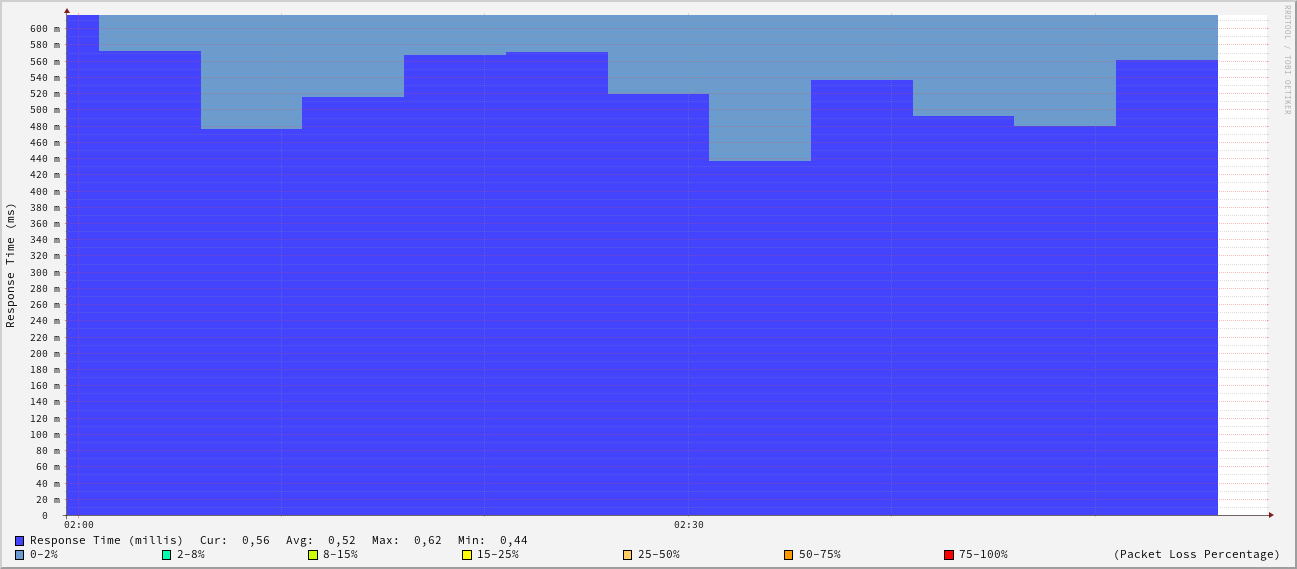 RRDTOOL / TOBI OETIKER
Response Time (ms)
600 m
580 m
560 m
540 m
520 m
500 m
480 m
460 m
440 m
420 m
400 m
380 m
360 m
340 m
320 m
300 m
280 m
260 m
240 m
220 m
200 m
180 m
160 m
140 m
120 m
100 m
80 m
60 m
40 m
20 m
0
02:00 02:30
Response Time (millis) Cur: 0,56 Avg: 0,52 Max: 0,62 Min: 0,44
0-2% 2-8% 8-15% 15-25% 25-50% 50-75% 75-100% (Packet Loss Percentage)